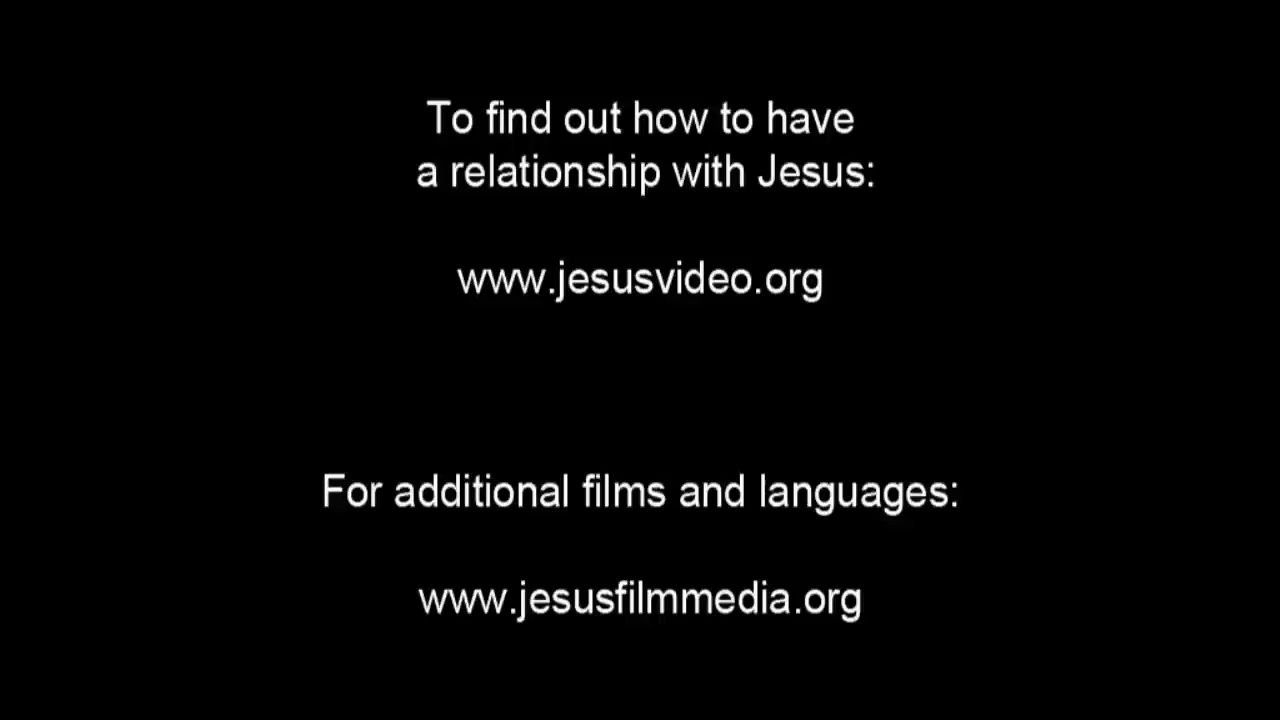 To find out how to have
a relationship with Jesus:
www.jesusvideo.org
For additional films and languages:
www.jesusfilmmedia.org